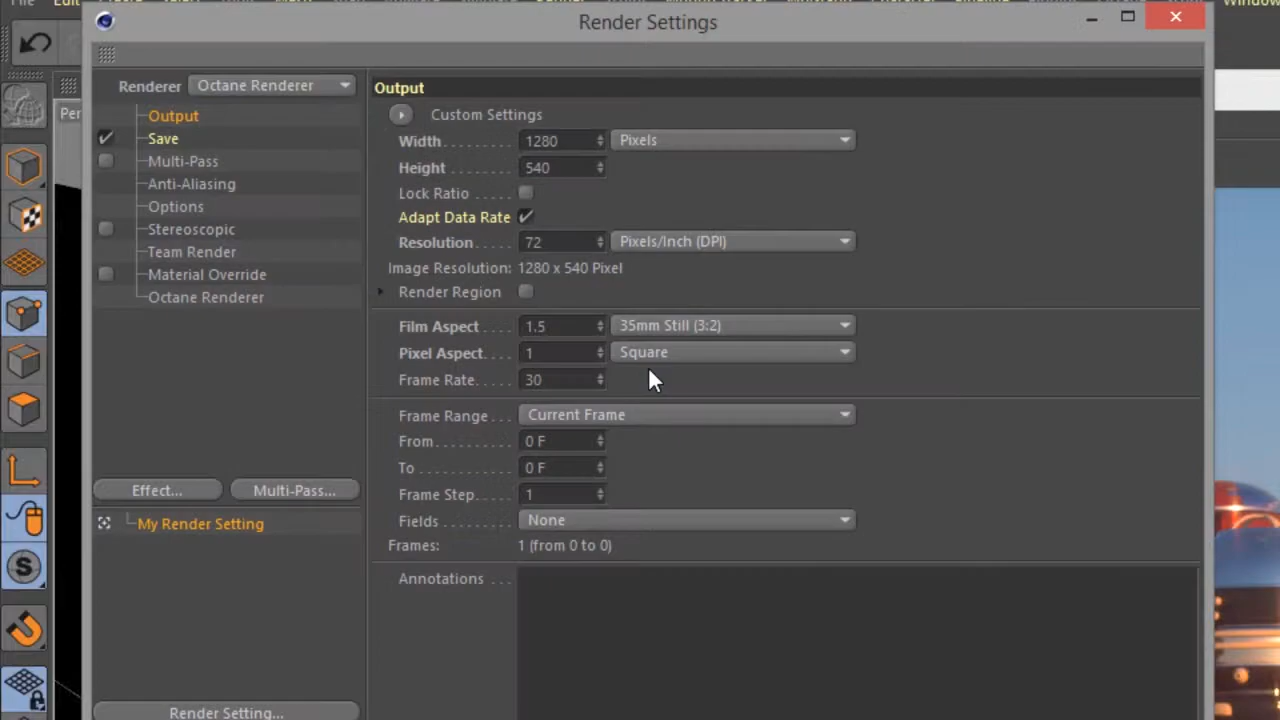 Render Settings
Renderer Octane Renderer
Output
Save
Multi-Pass
Anti-Aliasing
Options
Stereoscopic
Team Render
Material Override
Octane Renderer
Effect...
Multi-Pass...
My Render Setting
Render Setting...
Output
Custom Settings
Width . . . . . . . . 1280 Pixels
Height . . . . . . . 540
Lock Ratio . . . . .
Adapt Data Rate
Resolution . . . . 72 Pixels/Inch (DPI)
Image Resolution: 1280 x 540 Pixel
Render Region
Film Aspect . . . . 1.5 35mm Still (3:2)
Pixel Aspect. . . . 1 Square
Frame Rate. . . . . 30
Frame Range . . . Current Frame
From . . . . . . . . . . 0 F
To . . . . . . . . . . . . 0 F
Frame Step. . . . . 1
Fields . . . . . . . . . None
Frames: 1 (from 0 to 0)
Annotations . . .
Per